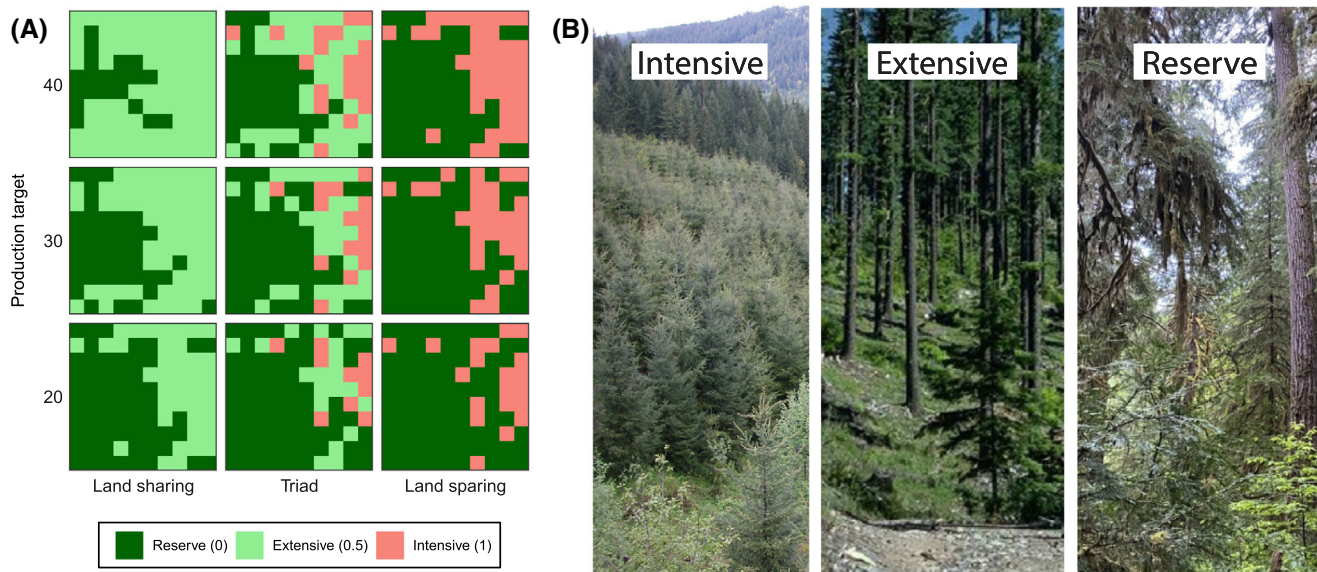 (A)
Production target
40
30
20
Land sharing
Triad
Land sparing
Reserve (0)
Extensive (0.5)
Intensive (1)
(B)
Intensive
Extensive
Reserve